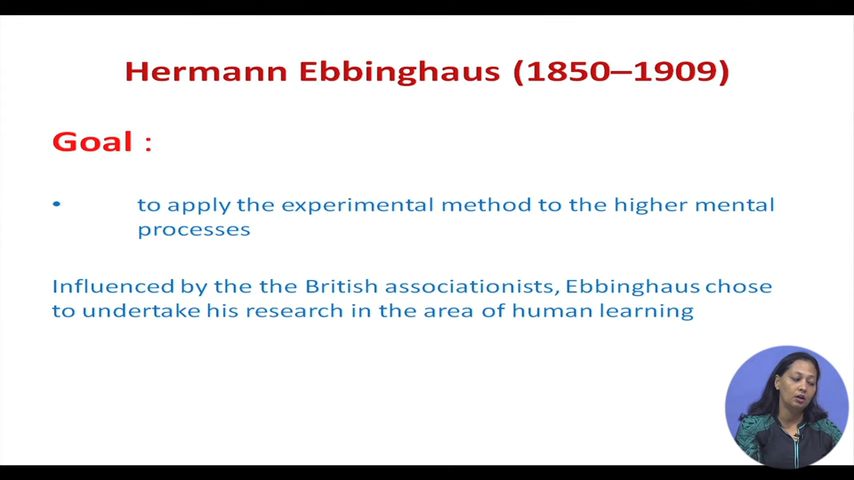 Hermann Ebbinghaus (1850–1909)
Goal :
• to apply the experimental method to the higher mental
processes
Influenced by the the British associationists, Ebbinghaus chose
to undertake his research in the area of human learning